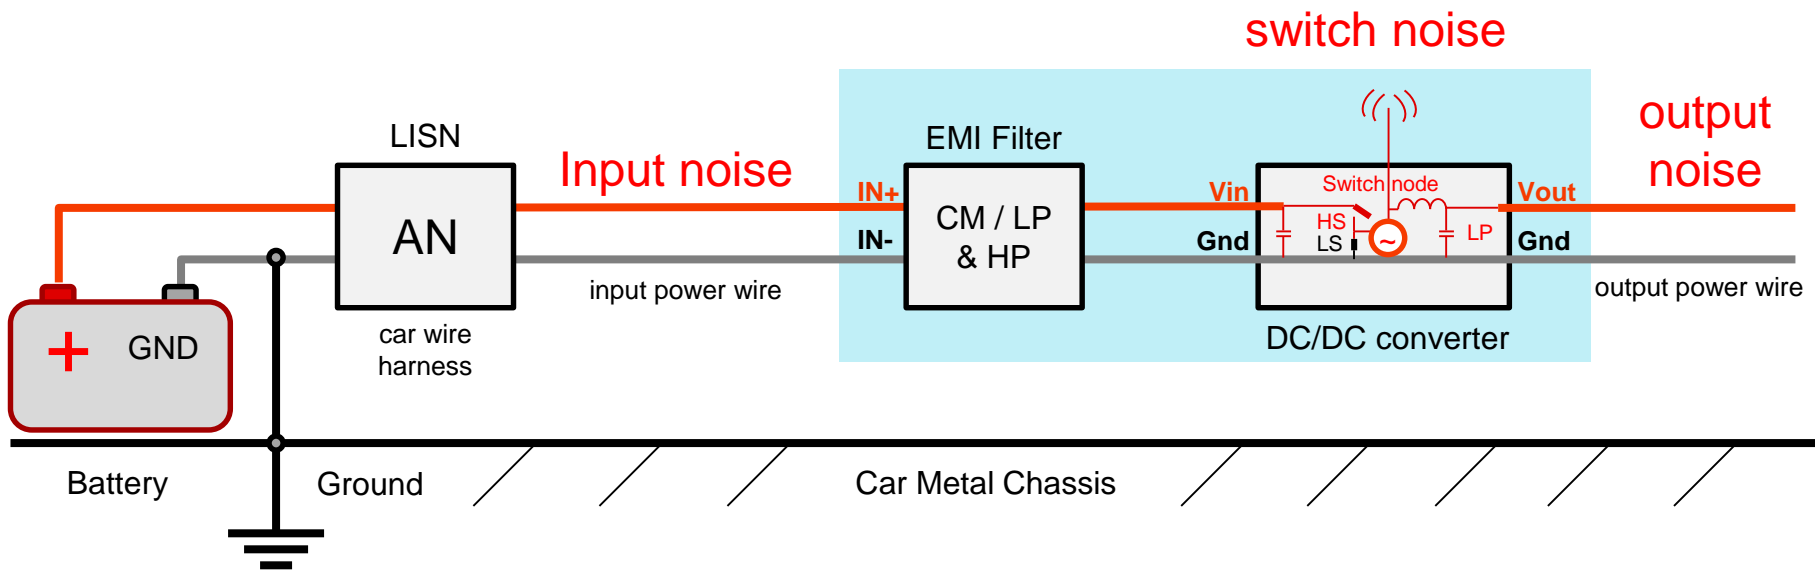 switch noise
output
noise
LISN
Input noise
EMI Filter
Switch node
IN+
Vin
Vout
AN
CM / LP
& HP
HS
LS
~
LP
IN-
Gnd
Gnd
input power wire
output power wire
car wire
harness
DC/DC converter
+
GND
Battery
Ground
Car Metal Chassis